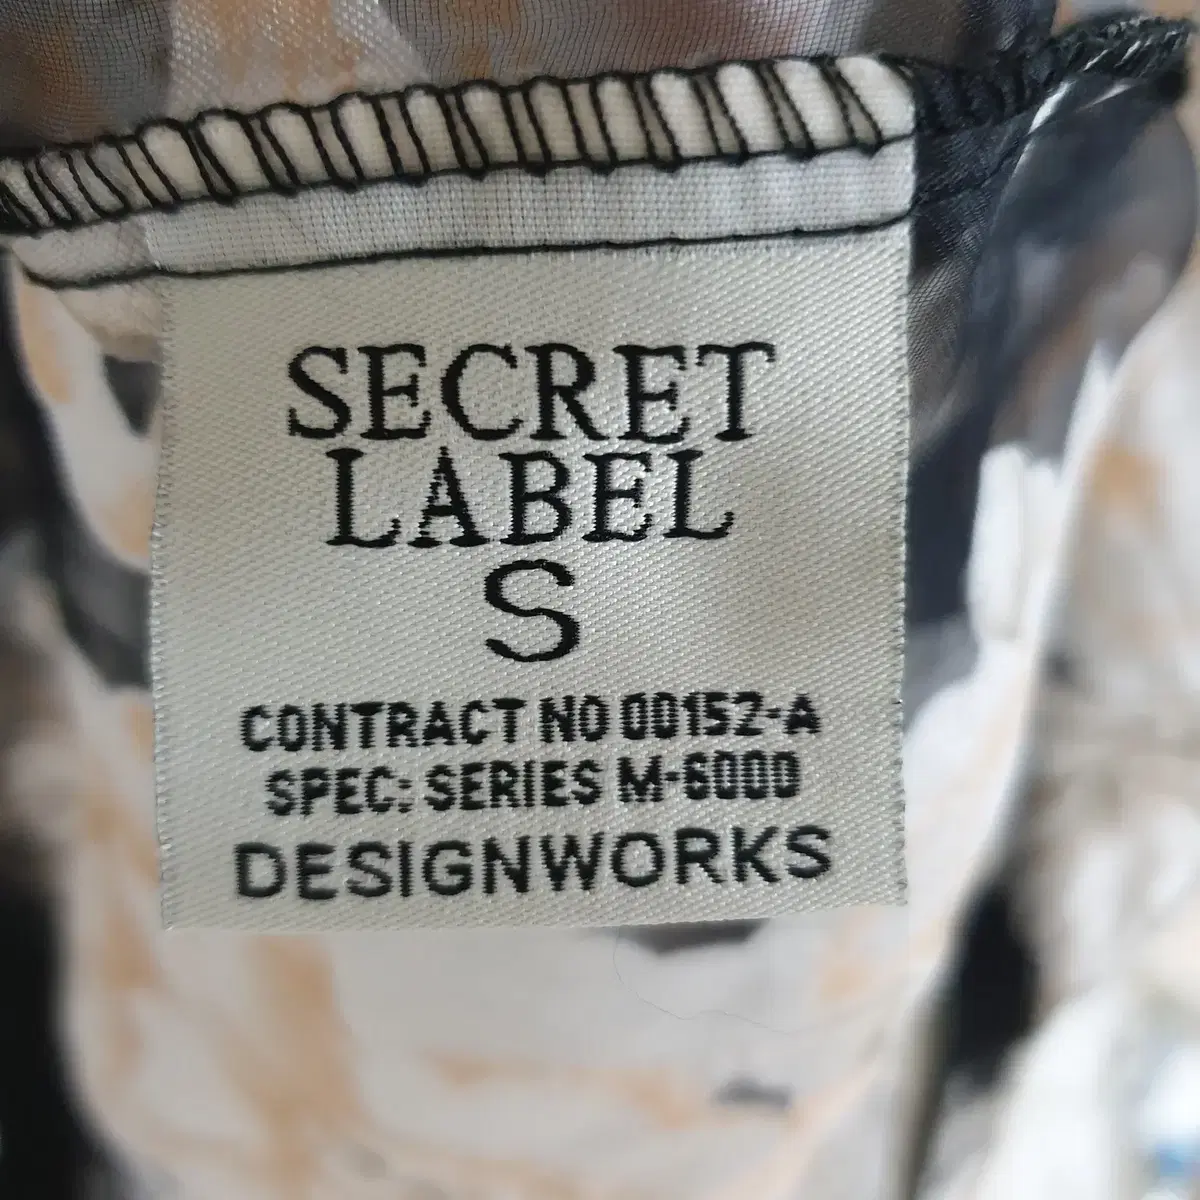 SECRET
LABEL
S
CONTRACT NO 00152-A
SPEC: SERIES M-6000
DESIGNWORKS